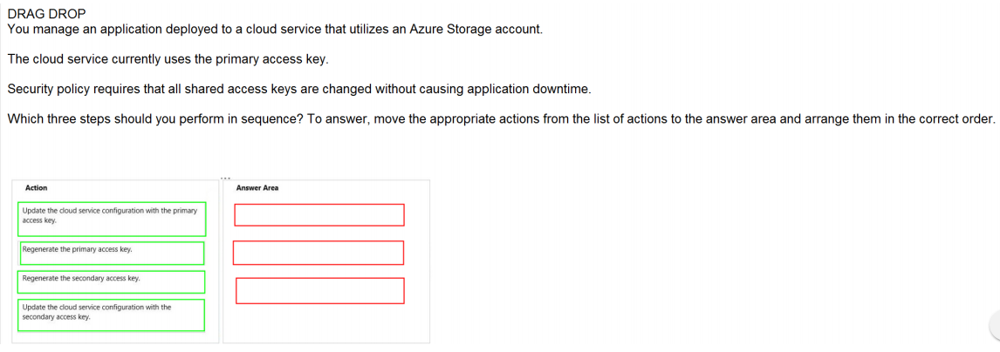 DRAG DROP
You manage an application deployed to a cloud service that utilizes an Azure Storage account.
The cloud service currently uses the primary access key.
Security policy requires that all shared access keys are changed without causing application downtime.
Which three steps should you perform in sequence? To answer, move the appropriate actions from the list of actions to the answer area and arrange them in the correct order.
Action
Update the cloud service configuration with the primary
access key.
Regenerate the primary access key.
Regenerate the secondary access key.
Update the cloud service configuration with the
secondary access key.
Answer Area